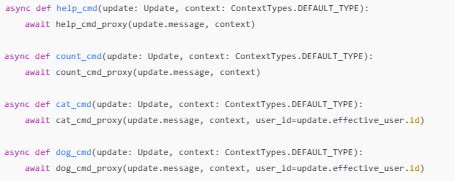 async def help_cmd(update: Update, context: ContextTypes.DEFAULT_TYPE):
    await help_cmd_proxy(update.message, context)

async def count_cmd(update: Update, context: ContextTypes.DEFAULT_TYPE):
    await count_cmd_proxy(update.message, context)

async def cat_cmd(update: Update, context: ContextTypes.DEFAULT_TYPE):
    await cat_cmd_proxy(update.message, context, user_id=update.effective_user.id)

async def dog_cmd(update: Update, context: ContextTypes.DEFAULT_TYPE):
    await dog_cmd_proxy(update.message, context, user_id=update.effective_user.id)